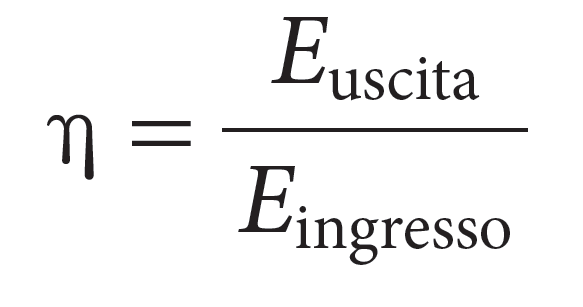 η = E_uscita / E_ingresso